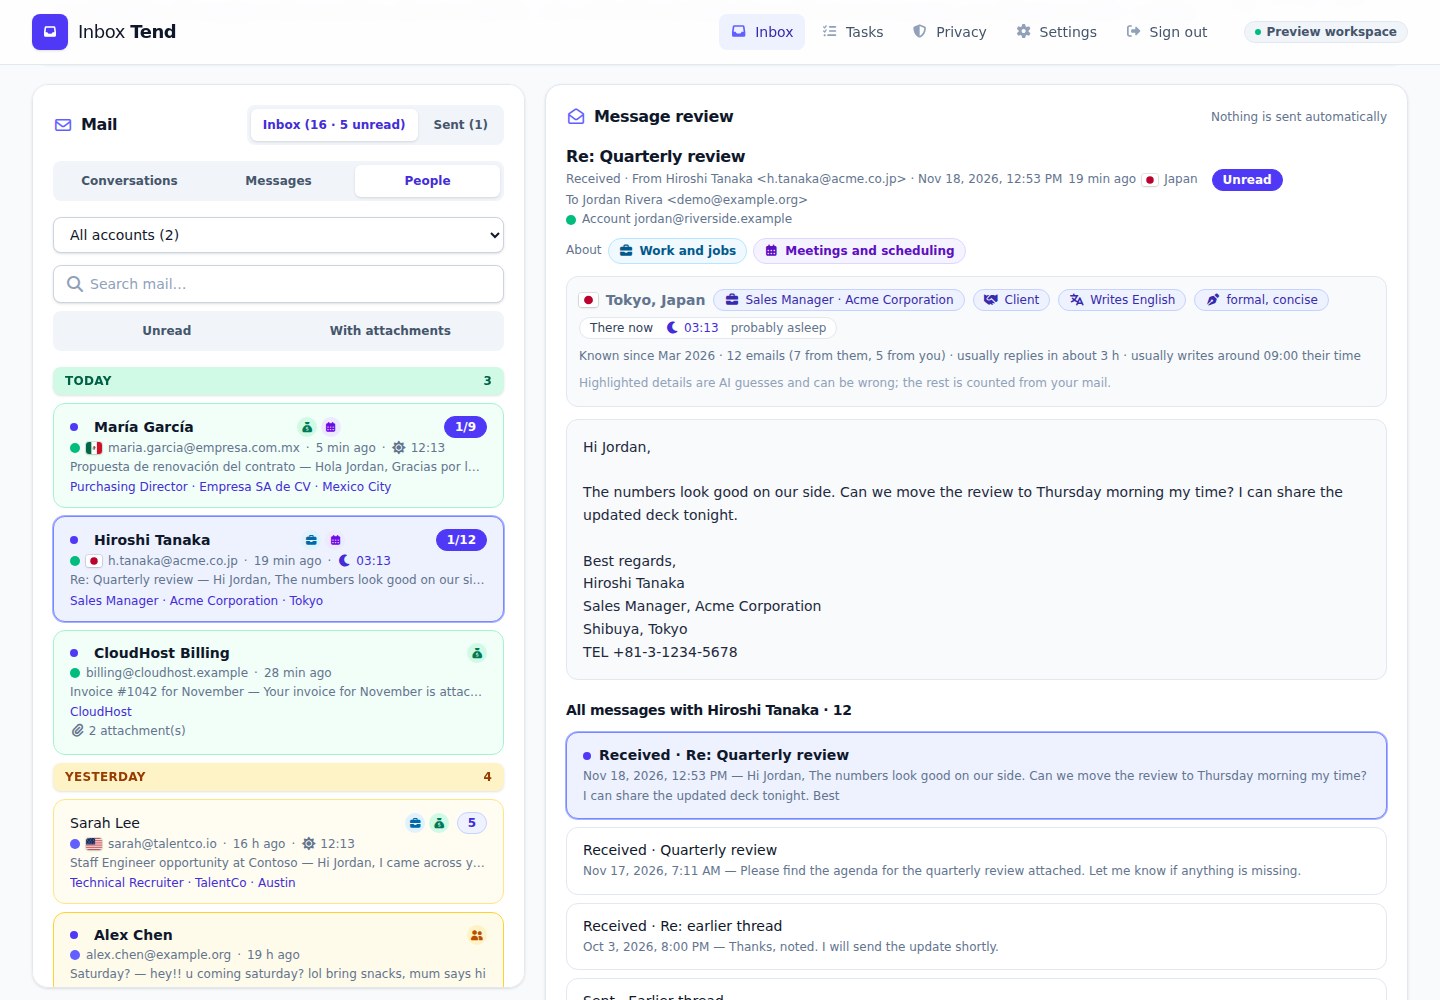 Inbox Tend
Inbox
Tasks
Privacy
Settings
Sign out
Preview workspace
Mail
Inbox (16 · 5 unread)
Sent (1)
Conversations
Messages
People
All accounts (2)
Search mail...
Unread
With attachments
TODAY
3
María García
1/9
maria.garcia@empresa.com.mx · 5 min ago · 12:13
Propuesta de renovación del contrato — Hola Jordan, Gracias por l...
Purchasing Director · Empresa SA de CV · Mexico City
Hiroshi Tanaka
1/12
h.tanaka@acme.co.jp · 19 min ago · 03:13
Re: Quarterly review — Hi Jordan, The numbers look good on our si...
Sales Manager · Acme Corporation · Tokyo
CloudHost Billing
billing@cloudhost.example · 28 min ago
Invoice #1042 for November — Your invoice for November is attac...
CloudHost
2 attachment(s)
YESTERDAY
4
Sarah Lee
5
sarah@talentco.io · 16 h ago · 12:13
Staff Engineer opportunity at Contoso — Hi Jordan, I came across y...
Technical Recruiter · TalentCo · Austin
Alex Chen
alex.chen@example.org · 19 h ago
Saturday? — hey!! u coming saturday? lol bring snacks, mum says hi
Message review
Nothing is sent automatically
Re: Quarterly review
Received · From Hiroshi Tanaka <h.tanaka@acme.co.jp> · Nov 18, 2026, 12:53 PM 19 min ago Japan Unread
To Jordan Rivera <demo@example.org>
Account jordan@riverside.example
About Work and jobs Meetings and scheduling
Tokyo, Japan Sales Manager · Acme Corporation Client Writes English formal, concise
There now 03:13 probably asleep
Known since Mar 2026 · 12 emails (7 from them, 5 from you) · usually replies in about 3 h · usually writes around 09:00 their time
Highlighted details are AI guesses and can be wrong; the rest is counted from your mail.
Hi Jordan,
The numbers look good on our side. Can we move the review to Thursday morning my time? I can share the
updated deck tonight.
Best regards,
Hiroshi Tanaka
Sales Manager, Acme Corporation
Shibuya, Tokyo
TEL +81-3-1234-5678
All messages with Hiroshi Tanaka · 12
Received · Re: Quarterly review
Nov 18, 2026, 12:53 PM — Hi Jordan, The numbers look good on our side. Can we move the review to Thursday morning my time?
I can share the updated deck tonight. Best
Received · Quarterly review
Nov 17, 2026, 7:11 AM — Please find the agenda for the quarterly review attached. Let me know if anything is missing.
Received · Re: earlier thread
Oct 3, 2026, 8:00 PM — Thanks, noted. I will send the update shortly.
Sent · Earlier thread